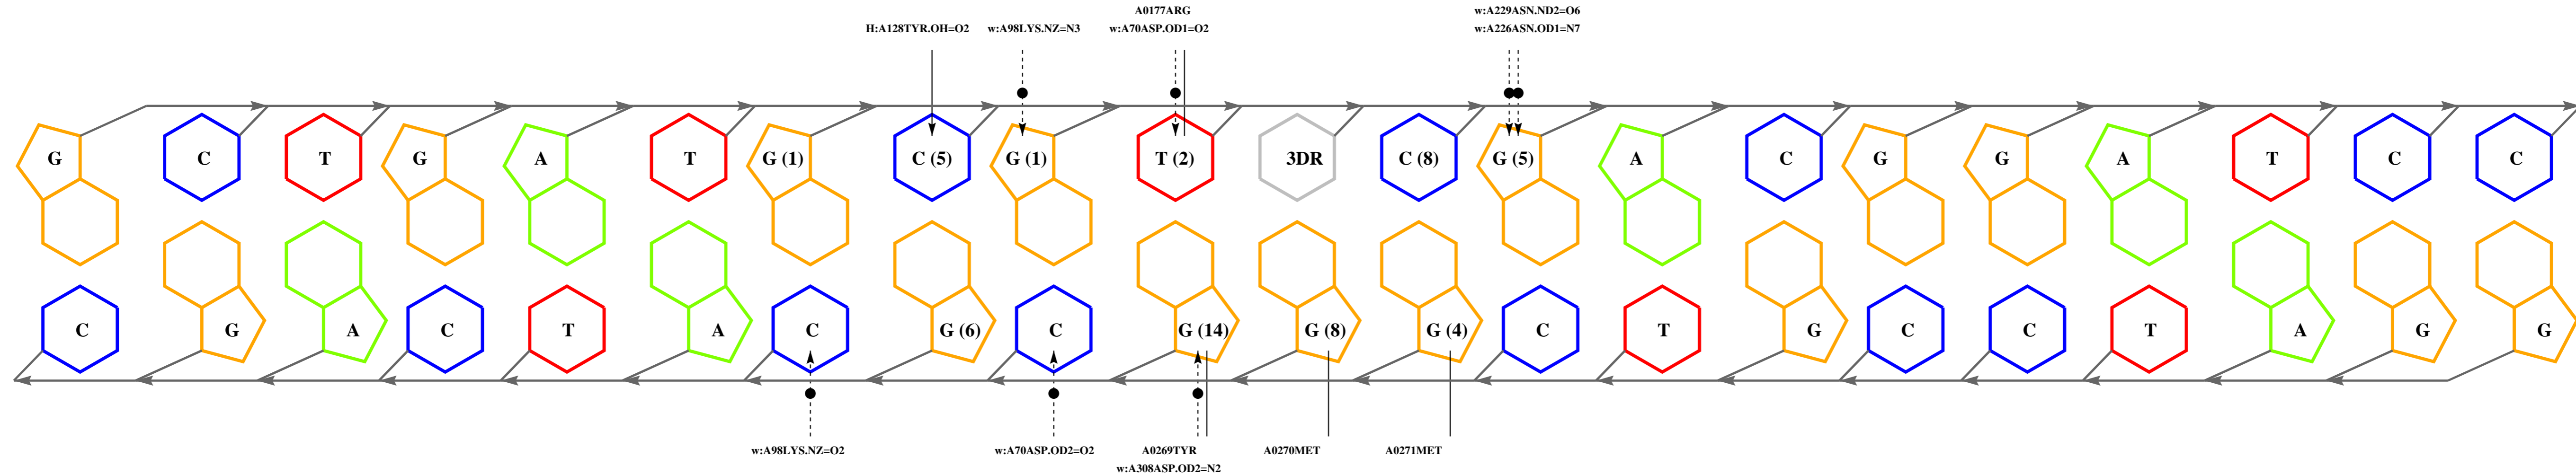 A0177ARG
w:A229ASN.ND2=O6
H:A128TYR.OH=O2
w:A98LYS.NZ=N3
w:A70ASP.OD1=O2
w:A226ASN.OD1=N7
G C T G A T G (1) C (5) G (1) T (2) 3DR C (8) G (5) A C G G A T C C
C G A C T A C G (6) C G (14) G (8) G (4) C T G C C T A G G
w:A98LYS.NZ=O2
w:A70ASP.OD2=O2
A0269TYR
A0270MET
A0271MET
w:A308ASP.OD2=N2